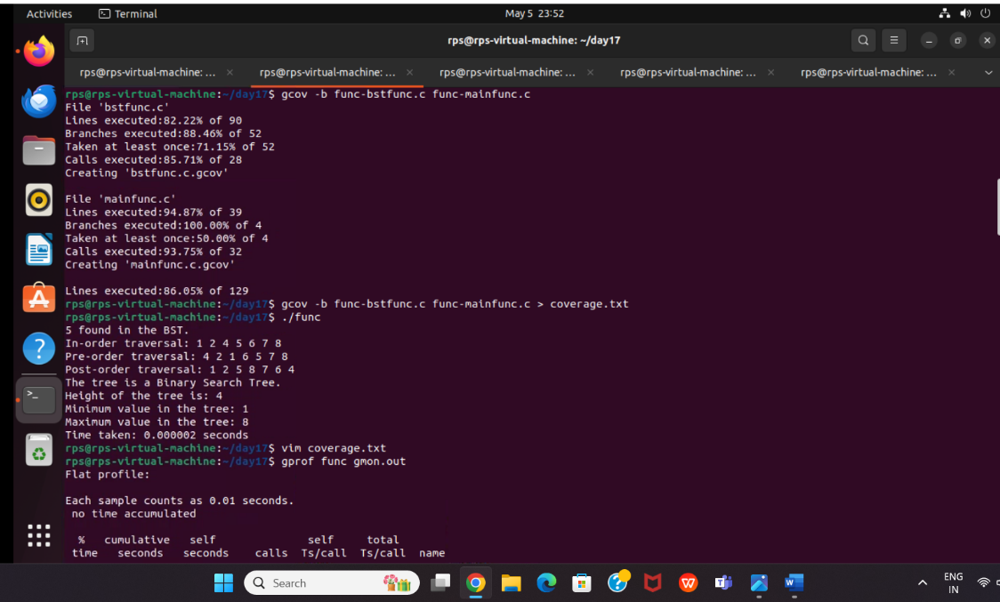 Activities Terminal May 5 23:52
rps@rps-virtual-machine: ~/day17
rps@rps-virtual-machine: ... × rps@rps-virtual-machine: ... × rps@rps-virtual-machine: ... × rps@rps-virtual-machine: ... × rps@rps-virtual-machine: ... ×
rps@rps-virtual-machine:~/day17$ gcov -b func-bstfunc.c func-mainfunc.c
File 'bstfunc.c'
Lines executed:82.22% of 90
Branches executed:88.46% of 52
Taken at least once:71.15% of 52
Calls executed:85.71% of 28
Creating 'bstfunc.c.gcov'
File 'mainfunc.c'
Lines executed:94.87% of 39
Branches executed:100.00% of 4
Taken at least once:50.00% of 4
Calls executed:93.75% of 32
Creating 'mainfunc.c.gcov'
Lines executed:86.05% of 129
rps@rps-virtual-machine:~/day17$ gcov -b func-bstfunc.c func-mainfunc.c > coverage.txt
rps@rps-virtual-machine:~/day17$ ./func
5 found in the BST.
In-order traversal: 1 2 4 5 6 7 8
Pre-order traversal: 4 2 1 6 5 7 8
Post-order traversal: 1 2 5 8 7 6 4
The tree is a Binary Search Tree.
Height of the tree is: 4
Minimum value in the tree: 1
Maximum value in the tree: 8
Time taken: 0.000002 seconds
rps@rps-virtual-machine:~/day17$ vim coverage.txt
rps@rps-virtual-machine:~/day17$ gprof func gmon.out
Flat profile:
Each sample counts as 0.01 seconds.
no time accumulated
% cumulative self self total
time seconds seconds calls Ts/call Ts/call name
Search
ENG
IN